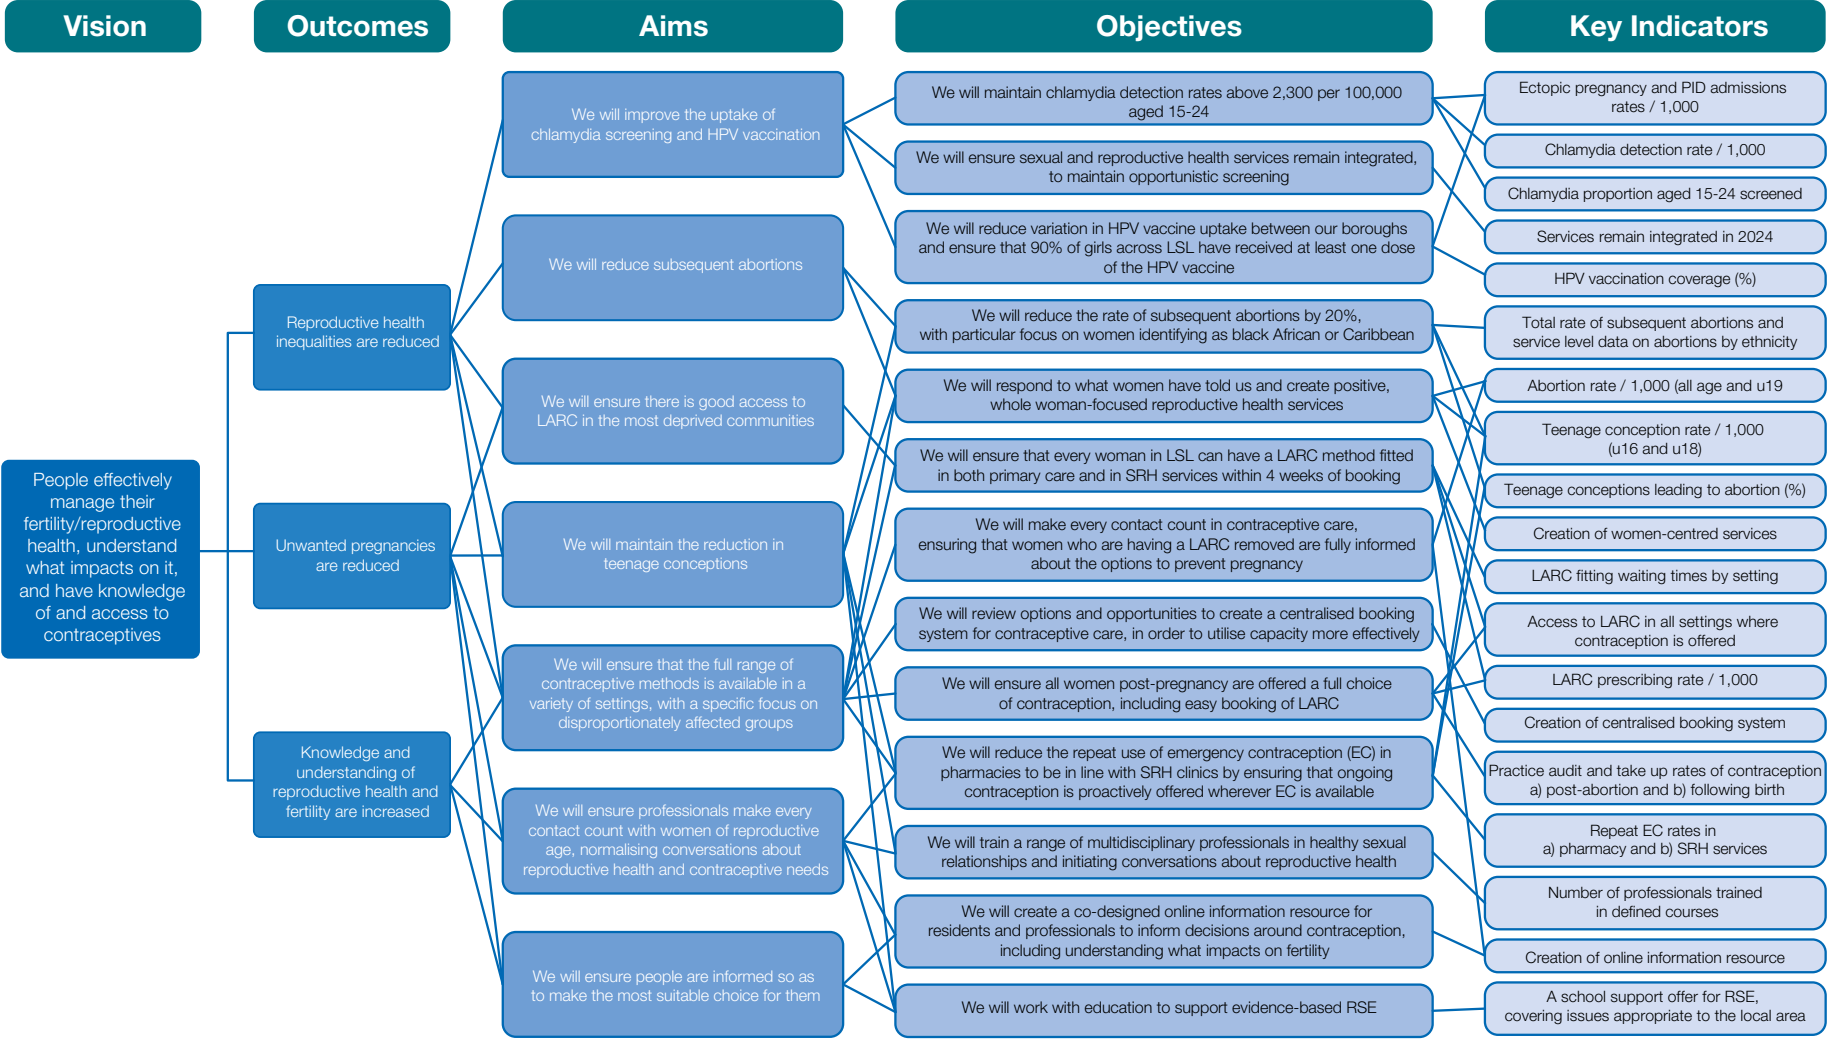 Vision
Outcomes
Aims
Objectives
Key Indicators
People effectively
manage their
fertility/reproductive
health, understand
what impacts on it,
and have knowledge
of and access to
contraceptives
Reproductive health
inequalities are reduced
Unwanted pregnancies
are reduced
Knowledge and
understanding of
reproductive health and
fertility are increased
We will improve the uptake of
chlamydia screening and HPV vaccination
We will reduce subsequent abortions
We will ensure there is good access to
LARC in the most deprived communities
We will maintain the reduction in
teenage conceptions
We will ensure that the full range of
contraceptive methods is available in a
variety of settings, with a specific focus on
disproportionately affected groups
We will ensure professionals make every
contact count with women of reproductive
age, normalising conversations about
reproductive health and contraceptive needs
We will ensure people are informed so as
to make the most suitable choice for them
We will maintain chlamydia detection rates above 2,300 per 100,000
aged 15-24
We will ensure sexual and reproductive health services remain integrated,
to maintain opportunistic screening
We will reduce variation in HPV vaccine uptake between our boroughs
and ensure that 90% of girls across LSL have received at least one dose
of the HPV vaccine
We will reduce the rate of subsequent abortions by 20%,
with particular focus on women identifying as black African or Caribbean
We will respond to what women have told us and create positive,
whole woman-focused reproductive health services
We will ensure that every woman in LSL can have a LARC method fitted
in both primary care and in SRH services within 4 weeks of booking
We will make every contact count in contraceptive care,
ensuring that women who are having a LARC removed are fully informed
about the options to prevent pregnancy
We will review options and opportunities to create a centralised booking
system for contraceptive care, in order to utilise capacity more effectively
We will ensure all women post-pregnancy are offered a full choice
of contraception, including easy booking of LARC
We will reduce the repeat use of emergency contraception (EC) in
pharmacies to be in line with SRH clinics by ensuring that ongoing
contraception is proactively offered wherever EC is available
We will train a range of multidisciplinary professionals in healthy sexual
relationships and initiating conversations about reproductive health
We will create a co-designed online information resource for
residents and professionals to inform decisions around contraception,
including understanding what impacts on fertility
We will work with education to support evidence-based RSE
Ectopic pregnancy and PID admissions
rates / 1,000
Chlamydia detection rate / 1,000
Chlamydia proportion aged 15-24 screened
Services remain integrated in 2024
HPV vaccination coverage (%)
Total rate of subsequent abortions and
service level data on abortions by ethnicity
Abortion rate / 1,000 (all age and u19
Teenage conception rate / 1,000
(u16 and u18)
Teenage conceptions leading to abortion (%)
Creation of women-centred services
LARC fitting waiting times by setting
Access to LARC in all settings where
contraception is offered
LARC prescribing rate / 1,000
Creation of centralised booking system
Practice audit and take up rates of contraception
a) post-abortion and b) following birth
Repeat EC rates in
a) pharmacy and b) SRH services
Number of professionals trained
in defined courses
Creation of online information resource
A school support offer for RSE,
covering issues appropriate to the local area